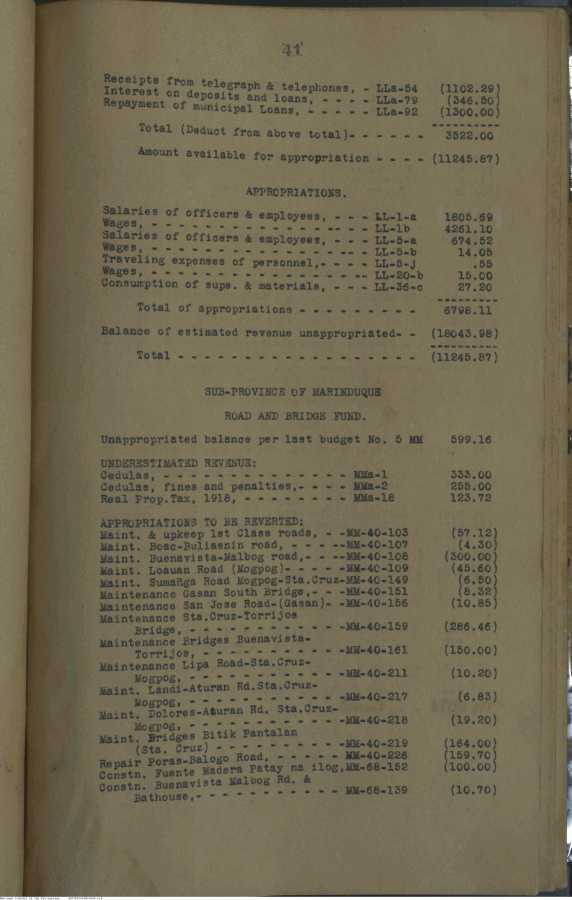 41
Receipts from telegraph & telephones, - LLa-54 (1102.29)
Interest on deposits and loans, - - - - LLa-79 (346.50)
Repayment of municipal Loans, - - - - - LLa-92 (1300.00)
Total (Deduct from above total)- - - - - - 3522.00
Amount available for appropriation - - - - (11245.87)
APPROPRIATIONS.
Salaries of officers & employees, - - - LL-1-a 1805.69
Wages, - - - - - - - - - - - - - - - - LL-1b 4261.10
Salaries of officers & employees, - - - LL-5-a 674.52
Wages, - - - - - - - - - - - - - - - - LL-5-b 14.05
Traveling expenses of personnel,- - - - LL-5-j .55
Wages, - - - - - - - - - - - - - - - - LL-20-b 15.00
Consumption of sups. & materials, - - - LL-36-c 27.20
Total of appropriations - - - - - - - - - 6798.11
Balance of estimated revenue unappropriated- - (18043.98)
Total - - - - - - - - - - - - - - - - - - (11245.87)
SUB-PROVINCE OF MARINDUQUE
ROAD AND BRIDGE FUND.
Unappropriated balance per last budget No. 5 MM 599.16
UNDERESTIMATED REVENUE:
Cedulas, - - - - - - - - - - - - - - MMa-1 333.00
Cedulas, fines and penalties,- - - - MMa-2 255.00
Real Prop.Tax, 1918, - - - - - - - - MMa-18 123.72
APPROPRIATIONS TO BE REVERTED:
Maint. & upkeep 1st Class roads, - -MM-40-103 (57.12)
Maint. Boac-Buliasnin road, - - - --MM-40-107 (4.30)
Maint. Buenavista-Malbog road,- - --MM-40-108 (300.00)
Maint. Loauan Road (Mogpog)- - - - -MM-40-109 (45.60)
Maint. Sumañga Road Mogpog-Sta.Cruz-MM-40-149 (6.50)
Maintenance Gasan South Bridge,- - -MM-40-151 (8.32)
Maintenance San Jose Road-(Gasan)- -MM-40-156 (10.85)
Maintenance Sta.Cruz-Torrijos
Bridge, - - - - - - - - - - - -MM-40-159 (286.46)
Maintenance Bridges Buenavista-
Torrijos, - - - - - - - - - - -MM-40-161 (150.00)
Maintenance Lipa Road-Sta.Cruz-
Mogpog, - - - - - - - - - - - -MM-40-211 (10.20)
Maint. Landi-Aturan Rd.Sta.Cruz-
Mogpog, - - - - - - - - - - - -MM-40-217 (6.83)
Maint. Dolores-Aturan Rd. Sta.Cruz-
Mogpog, - - - - - - - - - - - -MM-40-218 (19.20)
Maint. Bridges Bitik Pantalan
(Sta. Cruz) - - - - - - - - - -MM-40-219 (164.00)
Repair Poras-Balogo Road, - - - - - MM-40-226 (159.70)
Constn. Fuente Madera Patay na ilog,MM-68-152 (100.00)
Constn. Buenavista Malbog Rd. &
Bathouse,- - - - - - - - - - - MM-68-139 (10.70)